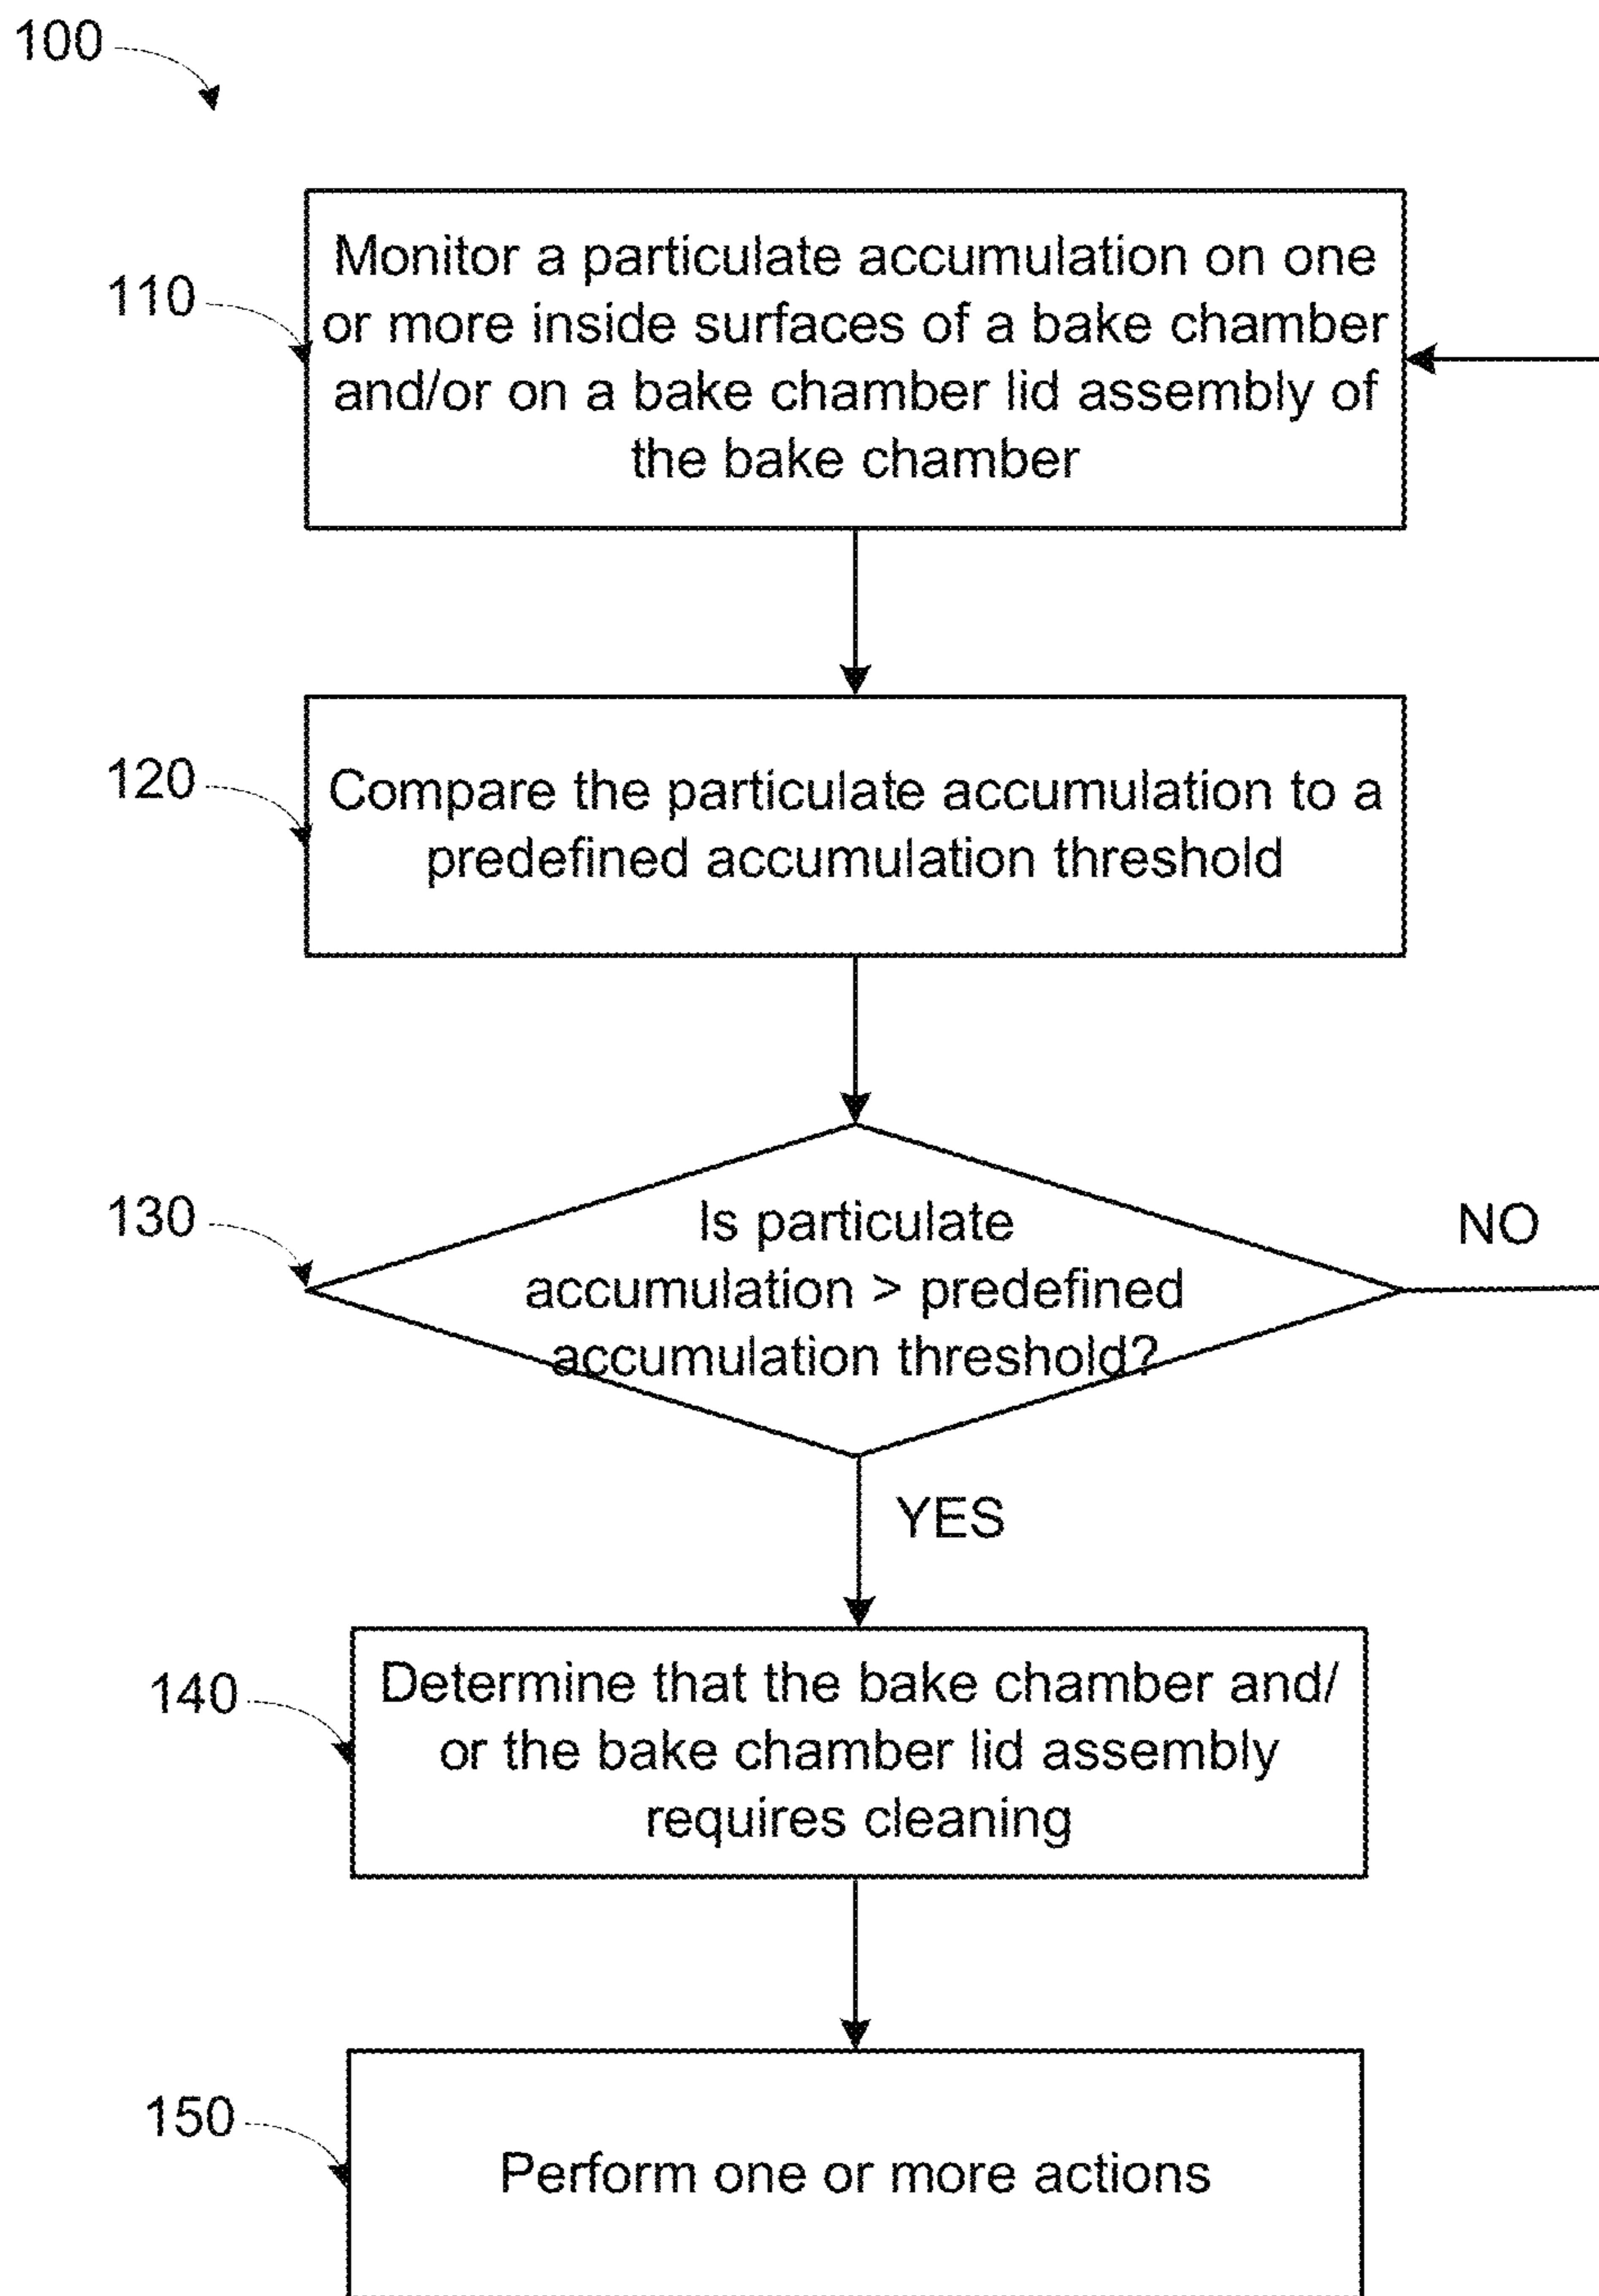 100
110
Monitor a particulate accumulation on one
or more inside surfaces of a bake chamber
and/or on a bake chamber lid assembly of
the bake chamber
120
Compare the particulate accumulation to a
predefined accumulation threshold
130
Is particulate
accumulation > predefined
accumulation threshold?
NO
YES
140
Determine that the bake chamber and/
or the bake chamber lid assembly
requires cleaning
150
Perform one or more actions